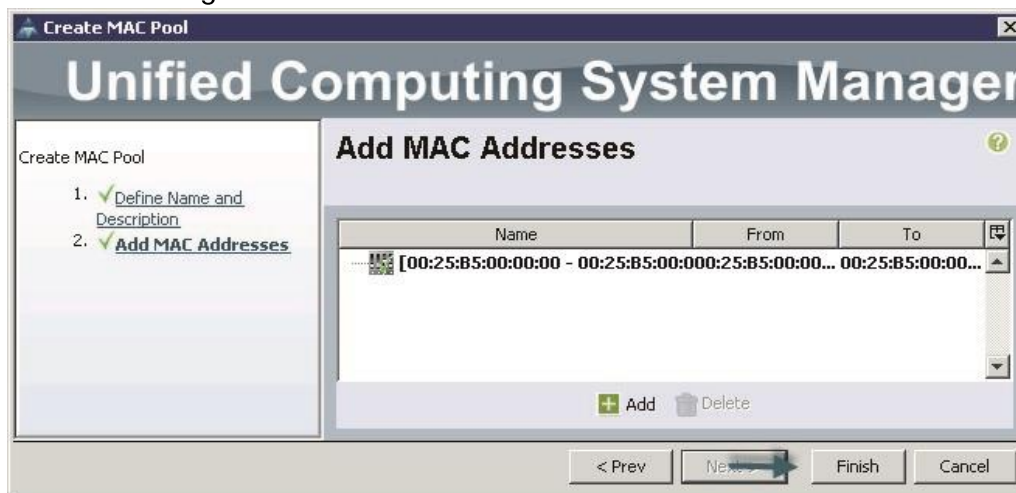 Create MAC Pool
Unified Computing System Manager
Create MAC Pool
1. Define Name and
Description
2. Add MAC Addresses
Add MAC Addresses
Name From To
[00:25:B5:00:00:00 - 00:25:B5:00:000:25:B5:00:00... 00:25:B5:00:00...
Add Delete
< Prev Finish Cancel